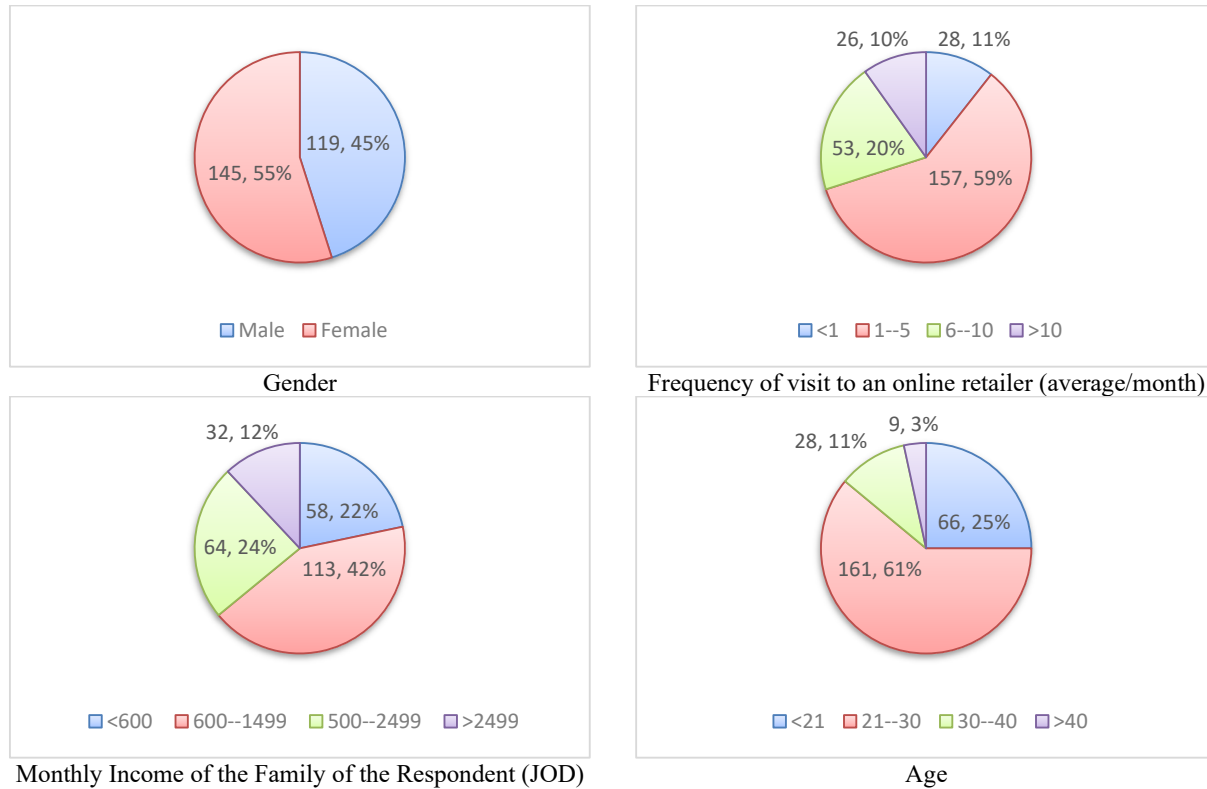 119, 45%
145, 55%
Male Female
Gender
26, 10%
28, 11%
53, 20%
157, 59%
<1 1--5 6--10 >10
Frequency of visit to an online retailer (average/month)
32, 12%
58, 22%
64, 24%
113, 42%
<600 600--1499 500--2499 >2499
Monthly Income of the Family of the Respondent (JOD)
9, 3%
28, 11%
66, 25%
161, 61%
<21 21--30 30--40 >40
Age